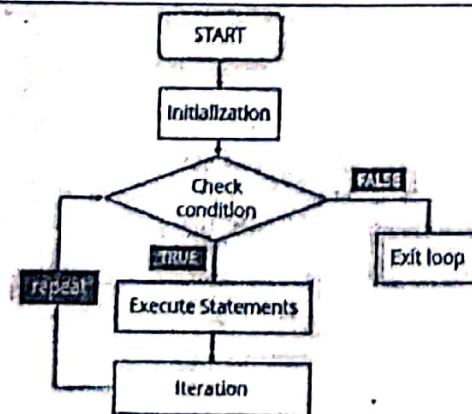 START
Initialization
Check
condition
FALSE
TRUE
Exit loop
repeat
Execute Statements
Iteration